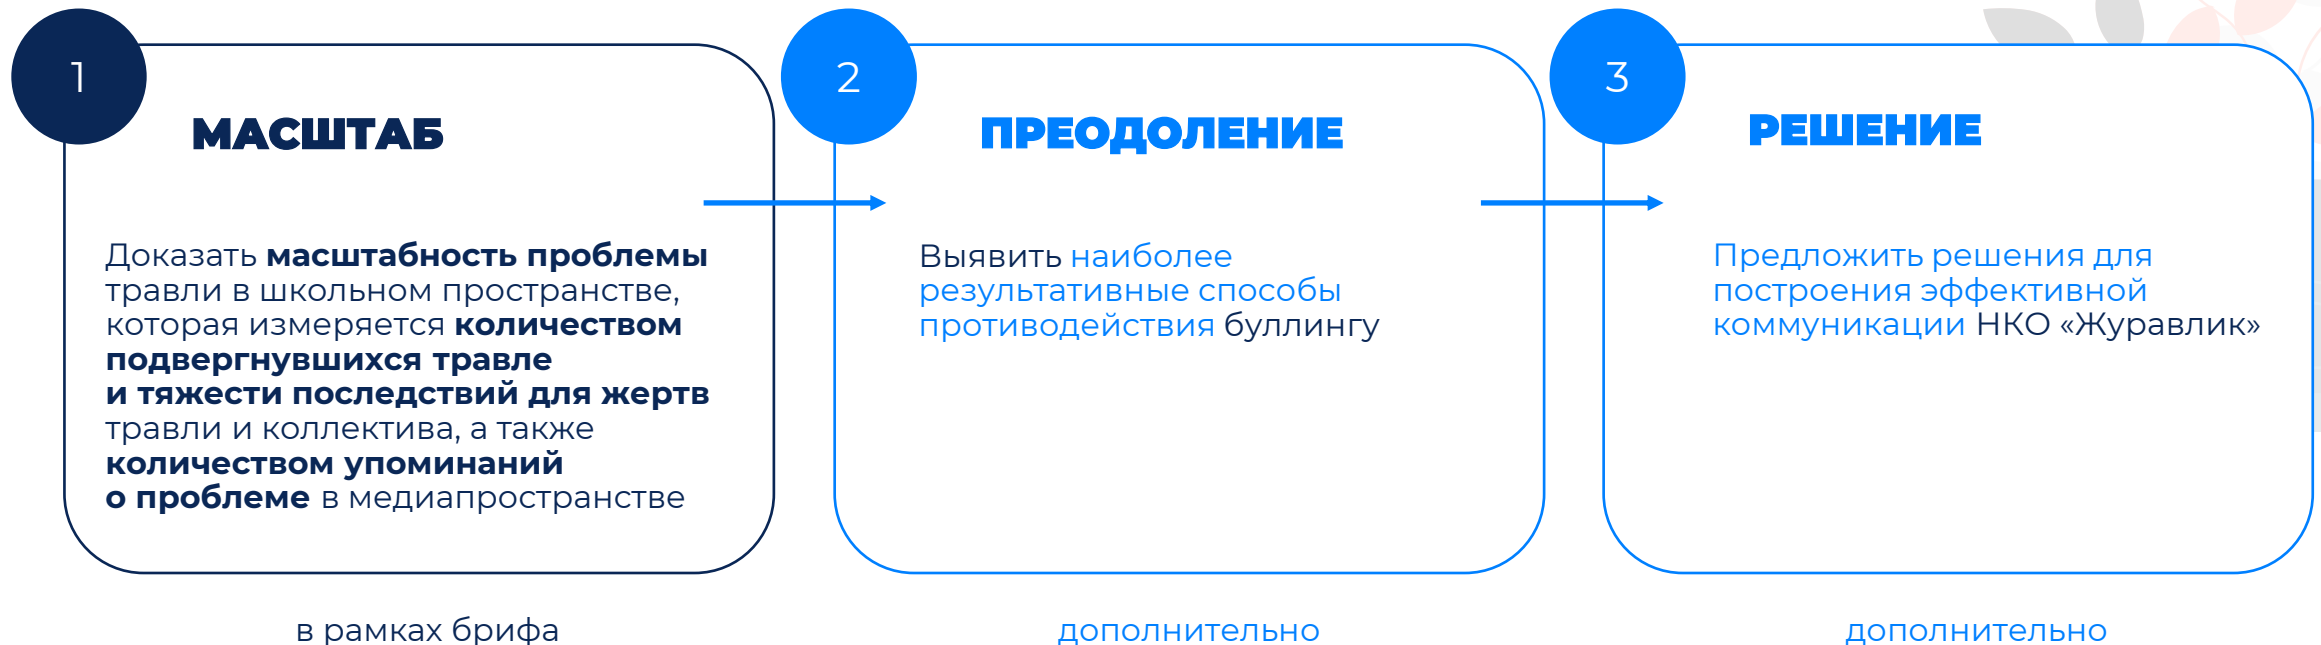 1
МАСШТАБ
Доказать масштабность проблемы
травли в школьном пространстве,
которая измеряется количеством
подвергнувшихся травле
и тяжести последствий для жертв
травли и коллектива, а также
количеством упоминаний
о проблеме в медиапространстве
в рамках брифа
2
ПРЕОДОЛЕНИЕ
Выявить наиболее
результативные способы
противодействия буллингу
дополнительно
3
РЕШЕНИЕ
Предложить решения для
построения эффективной
коммуникации НКО «Журавлик»
дополнительно